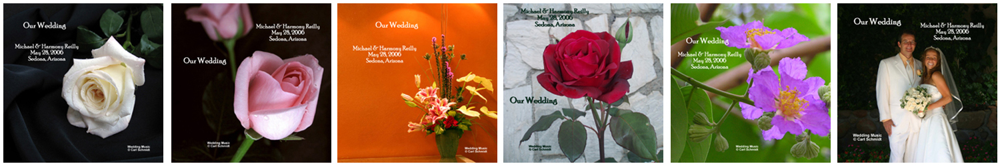 Our Wedding
Michael & Harmony Reilly
May 28, 2006
Sedona, Arizona
Wedding Music
© Carl Schmidt
Michael & Harmony Reilly
May 28, 2006
Sedona, Arizona
Our Wedding
Wedding Music
© Carl Schmidt
Our Wedding
Michael & Harmony Reilly
May 28, 2006
Sedona, Arizona
Wedding Music
© Carl Schmidt
Michael & Harmony Reilly
May 28, 2006
Sedona, Arizona
Our Wedding
Wedding Music
© Carl Schmidt
Our Wedding
Michael & Harmony Reilly
May 28, 2006
Sedona, Arizona
Wedding Music
© Carl Schmidt
Our Wedding
Michael & Harmony Reilly
May 28, 2006
Sedona, Arizona
Wedding Music
© Carl Schmidt